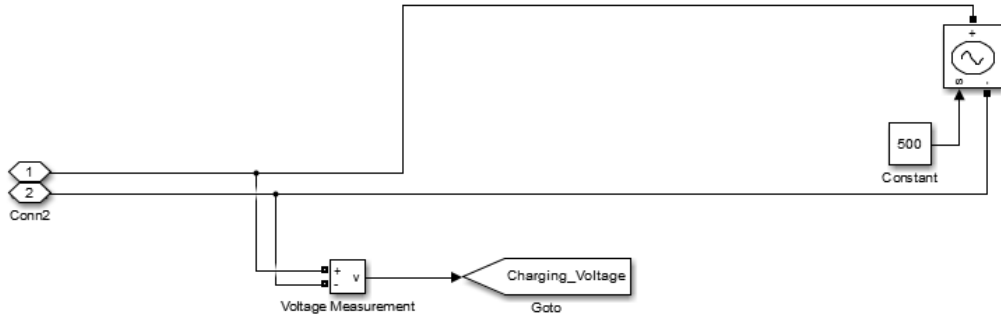 +
s -
500
Constant
1
2
Conn2
+
-
v
Voltage Measurement
Charging_Voltage
Goto